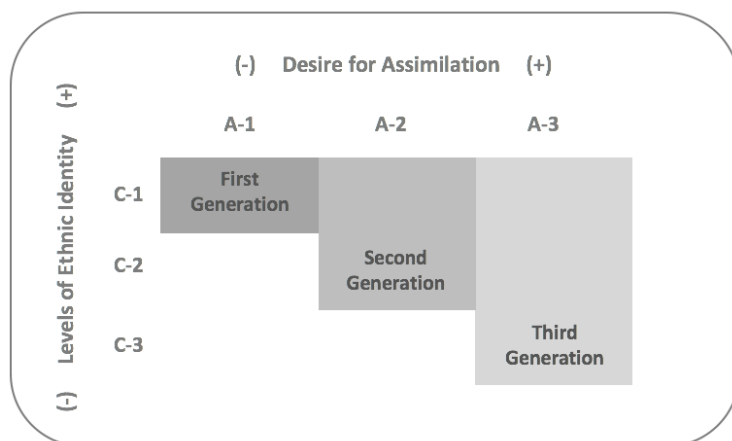 (-) Desire for Assimilation (+)
(+)
Levels of Ethnic Identity
(-)
A-1 A-2 A-3
C-1
First
Generation
C-2
Second
Generation
C-3
Third
Generation